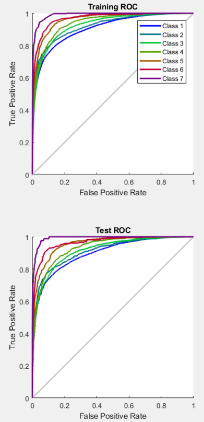 Training ROC
1
0.8
0.6
0.4
0.2
0
True Positive Rate
Class 1
Class 2
Class 3
Class 4
Class 5
Class 6
Class 7
0 0.2 0.4 0.6 0.8 1
False Positive Rate
Test ROC
1
0.8
0.6
0.4
0.2
0
True Positive Rate
0 0.2 0.4 0.6 0.8 1
False Positive Rate